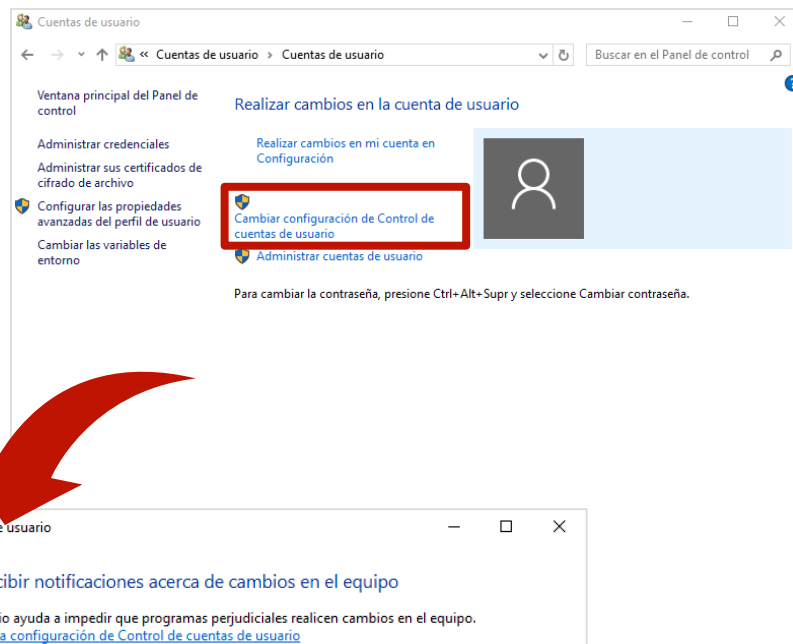 Cuentas de usuario
« Cuentas de usuario > Cuentas de usuario
Buscar en el Panel de control
Ventana principal del Panel de
control
Administrar credenciales
Administrar sus certificados de
cifrado de archivo
Configurar las propiedades
avanzadas del perfil de usuario
Cambiar las variables de
entorno
Realizar cambios en la cuenta de usuario
Realizar cambios en mi cuenta en
Configuración
Cambiar configuración de Control de
cuentas de usuario
Administrar cuentas de usuario
Para cambiar la contraseña, presione Ctrl+Alt+Supr y seleccione Cambiar contraseña.
usuario
cibir notificaciones acerca de cambios en el equipo
io ayuda a impedir que programas perjudiciales realicen cambios en el equipo.
a configuración de Control de cuentas de usuario